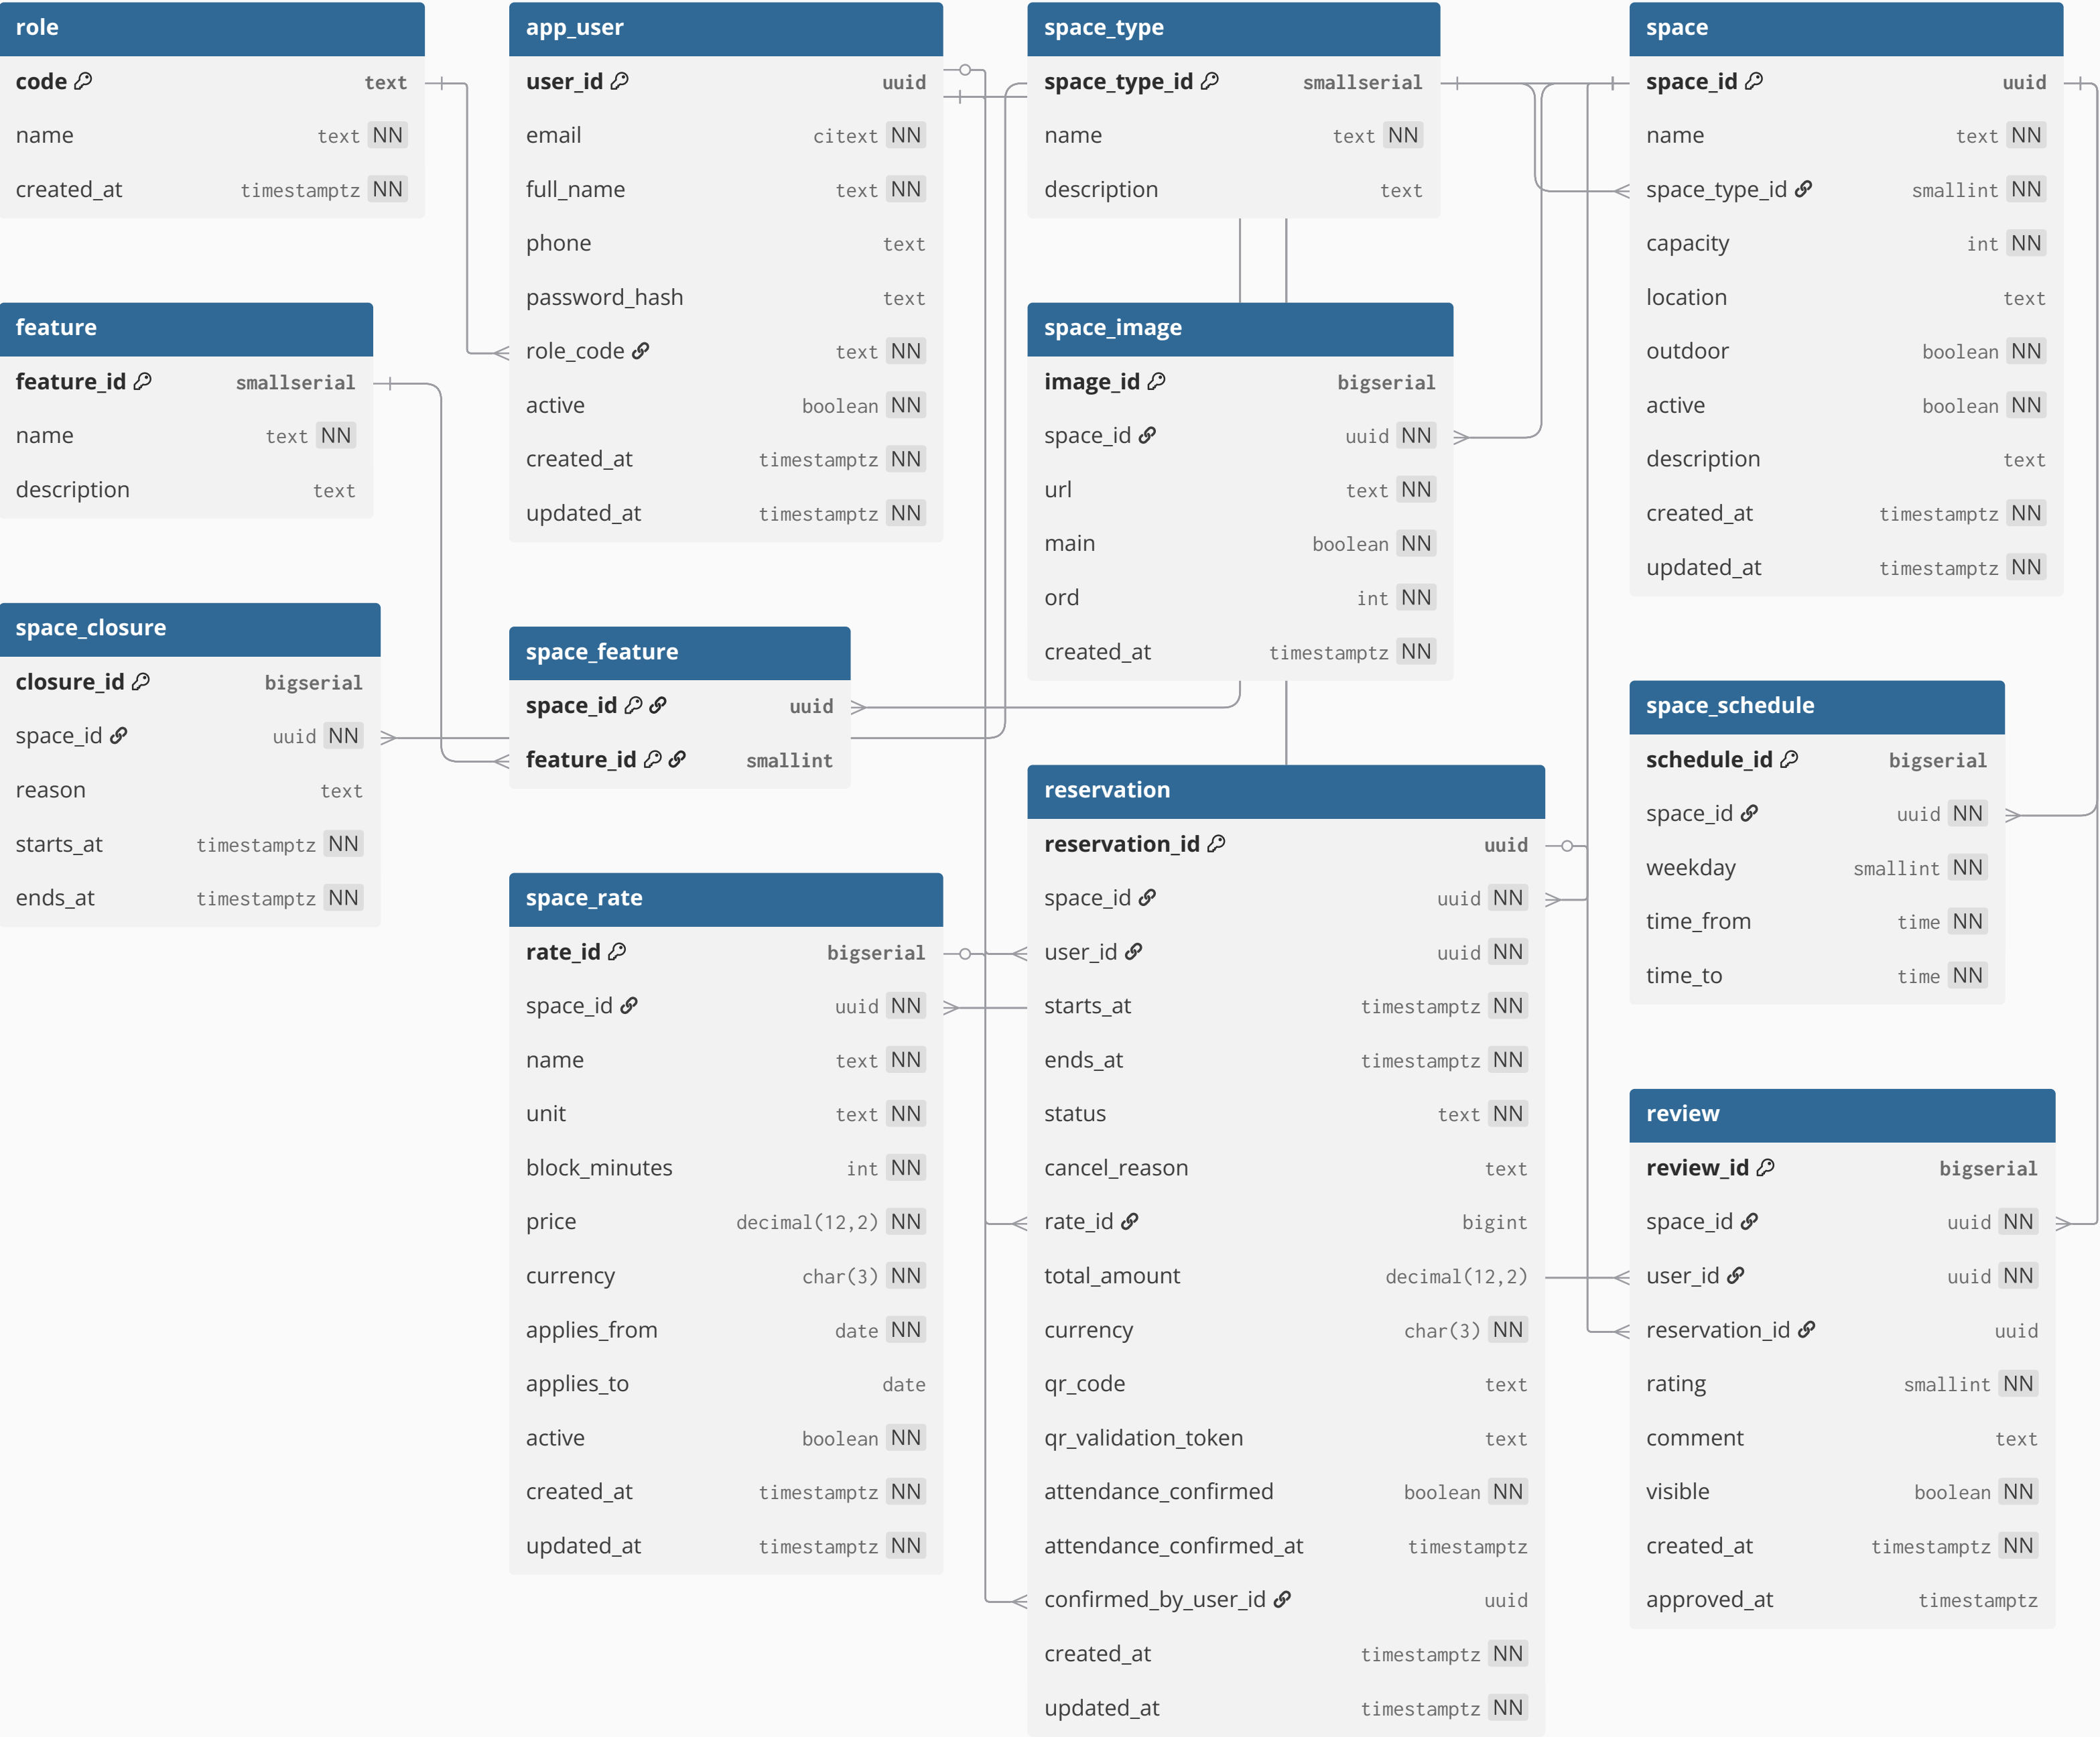 role
code text
name text NN
created_at timestamptz NN
app_user
user_id uuid
email citext NN
full_name text NN
phone text
password_hash text
role_code text NN
active boolean NN
created_at timestamptz NN
updated_at timestamptz NN
space_type
space_type_id smallserial
name text NN
description text
space
space_id uuid
name text NN
space_type_id smallint NN
capacity int NN
location text
outdoor boolean NN
active boolean NN
description text
created_at timestamptz NN
updated_at timestamptz NN
feature
feature_id smallserial
name text NN
description text
space_image
image_id bigserial
space_id uuid NN
url text NN
main boolean NN
ord int NN
created_at timestamptz NN
space_closure
closure_id bigserial
space_id uuid NN
reason text
starts_at timestamptz NN
ends_at timestamptz NN
space_feature
space_id uuid
feature_id smallint
space_schedule
schedule_id bigserial
space_id uuid NN
weekday smallint NN
time_from time NN
time_to time NN
space_rate
rate_id bigserial
space_id uuid NN
name text NN
unit text NN
block_minutes int NN
price decimal(12,2) NN
currency char(3) NN
applies_from date NN
applies_to date
active boolean NN
created_at timestamptz NN
updated_at timestamptz NN
reservation
reservation_id uuid
space_id uuid NN
user_id uuid NN
starts_at timestamptz NN
ends_at timestamptz NN
status text NN
cancel_reason text
rate_id bigint
total_amount decimal(12,2)
currency char(3) NN
qr_code text
qr_validation_token text
attendance_confirmed boolean NN
attendance_confirmed_at timestamptz
confirmed_by_user_id uuid
created_at timestamptz NN
updated_at timestamptz NN
review
review_id bigserial
space_id uuid NN
user_id uuid NN
reservation_id uuid
rating smallint NN
comment text
visible boolean NN
created_at timestamptz NN
approved_at timestamptz